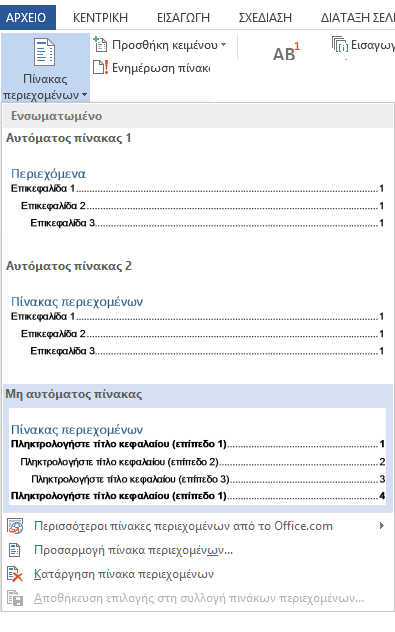 ΑΡΧΕΙΟ ΚΕΝΤΡΙΚΗ ΕΙΣΑΓΩΓΗ ΣΧΕΔΙΑΣΗ ΔΙΑΤΑΞΗ ΣΕΛ
Πίνακας περιεχομένων
Προσθήκη κειμένου
Ενημέρωση πίνακα
AB1
Εισαγωγ
Ενσωματωμένο
Αυτόματος πίνακας 1
Περιεχόμενα
Επικεφαλίδα 1 1
Επικεφαλίδα 2 1
Επικεφαλίδα 3 1
Αυτόματος πίνακας 2
Πίνακας περιεχομένων
Επικεφαλίδα 1 1
Επικεφαλίδα 2 1
Επικεφαλίδα 3 1
Μη αυτόματος πίνακας
Πίνακας περιεχομένων
Πληκτρολογήστε τίτλο κεφαλαίου (επίπεδο 1) 1
Πληκτρολογήστε τίτλο κεφαλαίου (επίπεδο 2) 2
Πληκτρολογήστε τίτλο κεφαλαίου (επίπεδο 3) 3
Πληκτρολογήστε τίτλο κεφαλαίου (επίπεδο 1) 4
Περισσότεροι πίνακες περιεχομένων από το Office.com
Προσαρμογή πίνακα περιεχομένων...
Κατάργηση πίνακα περιεχομένων
Αποθήκευση επιλογής στη συλλογή πινάκων περιεχομένων...